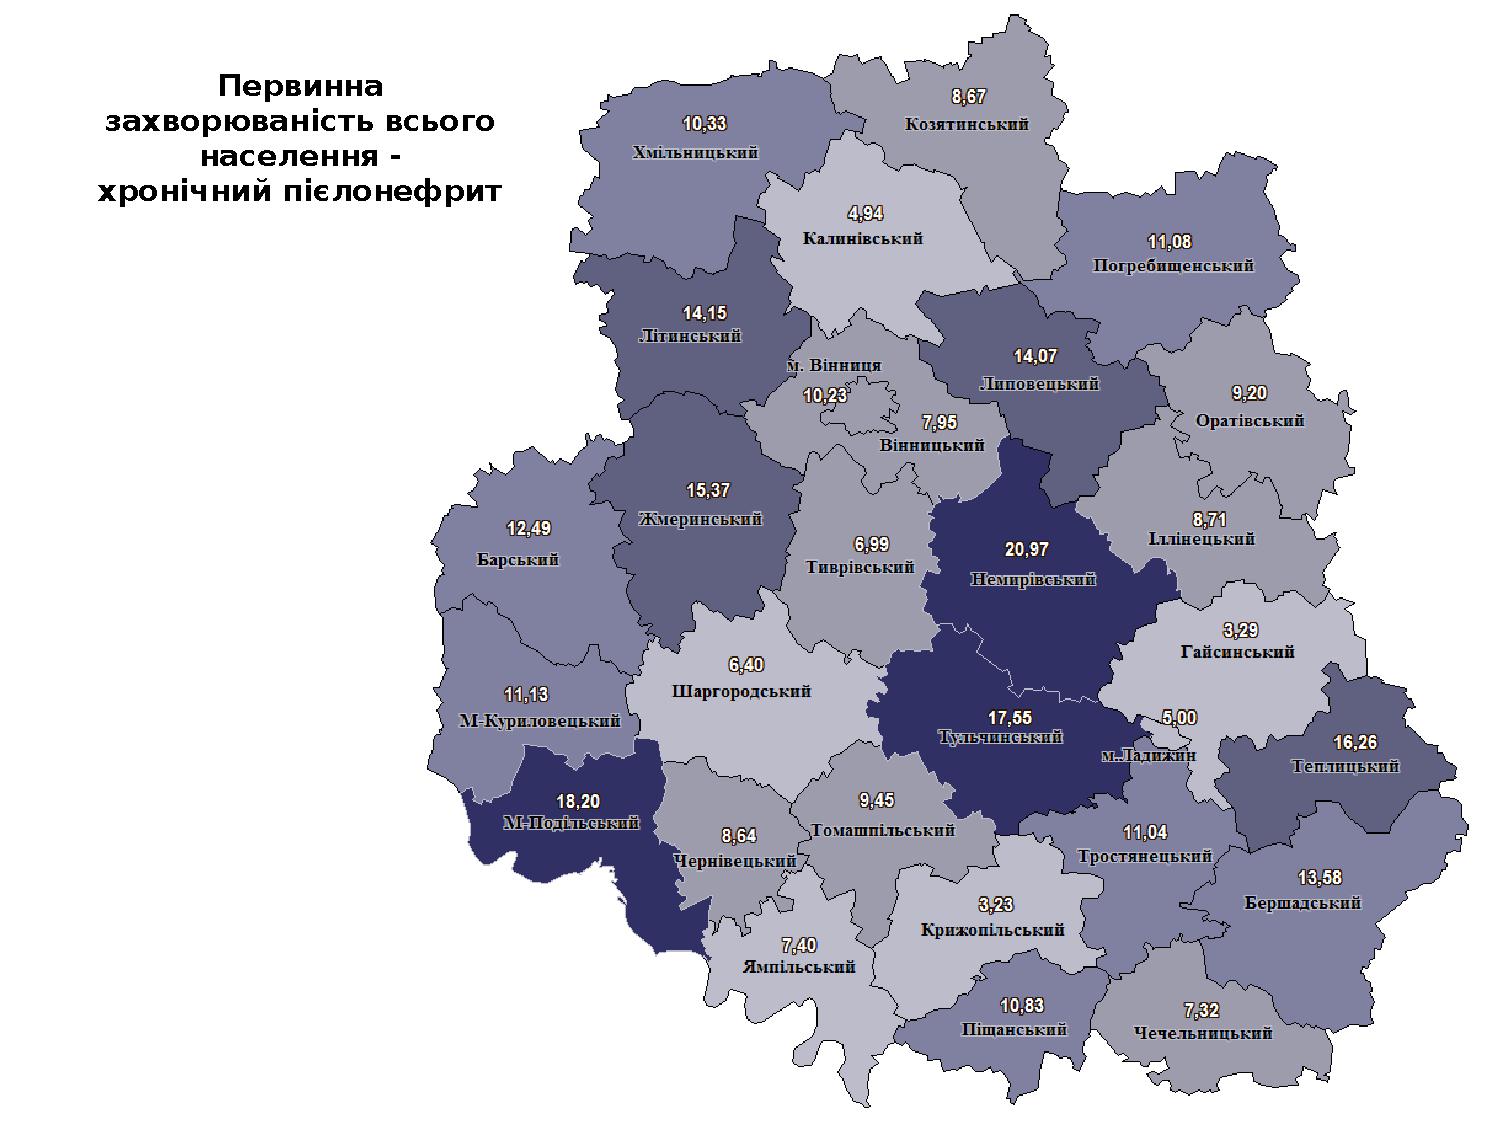 Первинна
захворюваність всього
населення -
хронічний пієлонефрит
8,67
Козятинський
10,33
Хмільницький
4,94
Калинівський
11,08
Погребищенський
14,15
Літинський
14,07
Липовецький
м. Вінниця
10,23
9,20
Оратівський
7,95
Вінницький
15,37
Жмеринський
12,49
Барський
6,99
Тиврівський
20,97
Немирівський
8,71
Іллінецький
3,29
Гайсинський
6,40
Шаргородський
11,13
М-Куриловецький
17,55
Тульчинський
5,00
м..Ладижин
16,26
Теплицький
18,20
М-Подільський
9,45
Томашпільський
8,64
Чернівецький
11,04
Тростянецький
13,58
Бершадський
3,23
Крижопільський
7,40
Ямпільський
10,83
Піщанський
7,32
Чечельницький